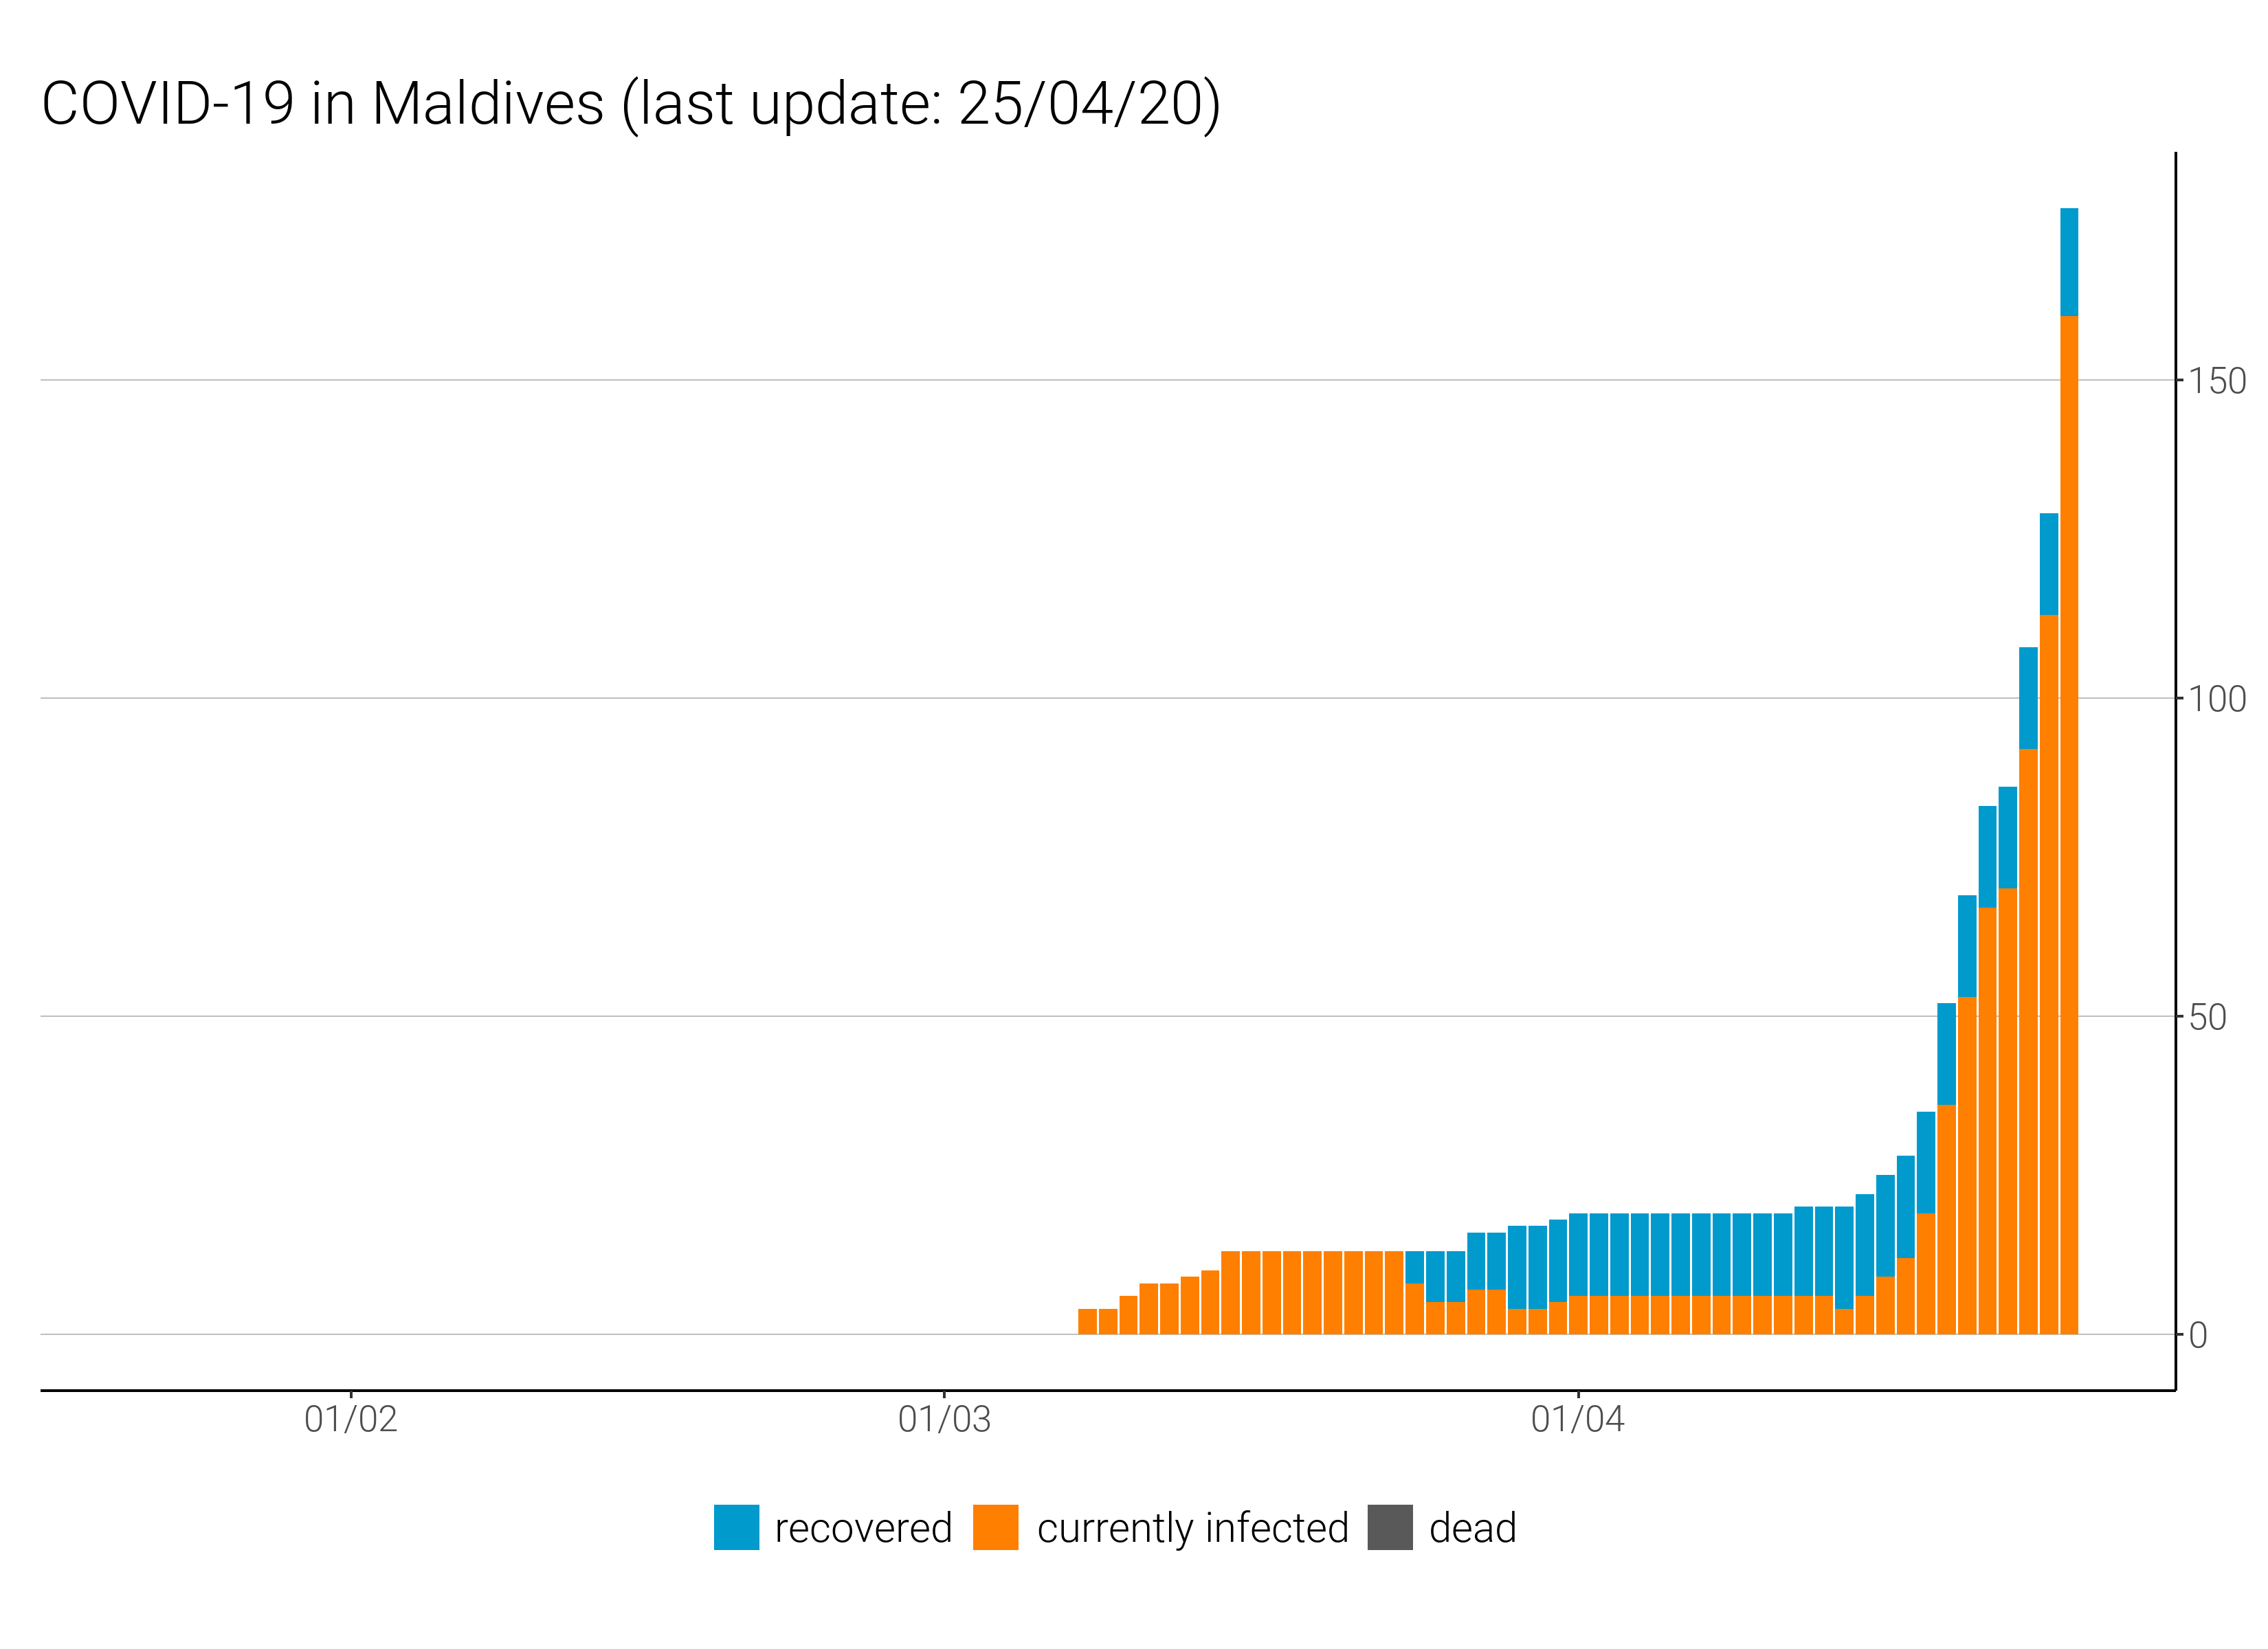 COVID-19 in Maldives (last update: 25/04/20)
150
100
50
0
01/02 01/03 01/04
recovered currently infected dead